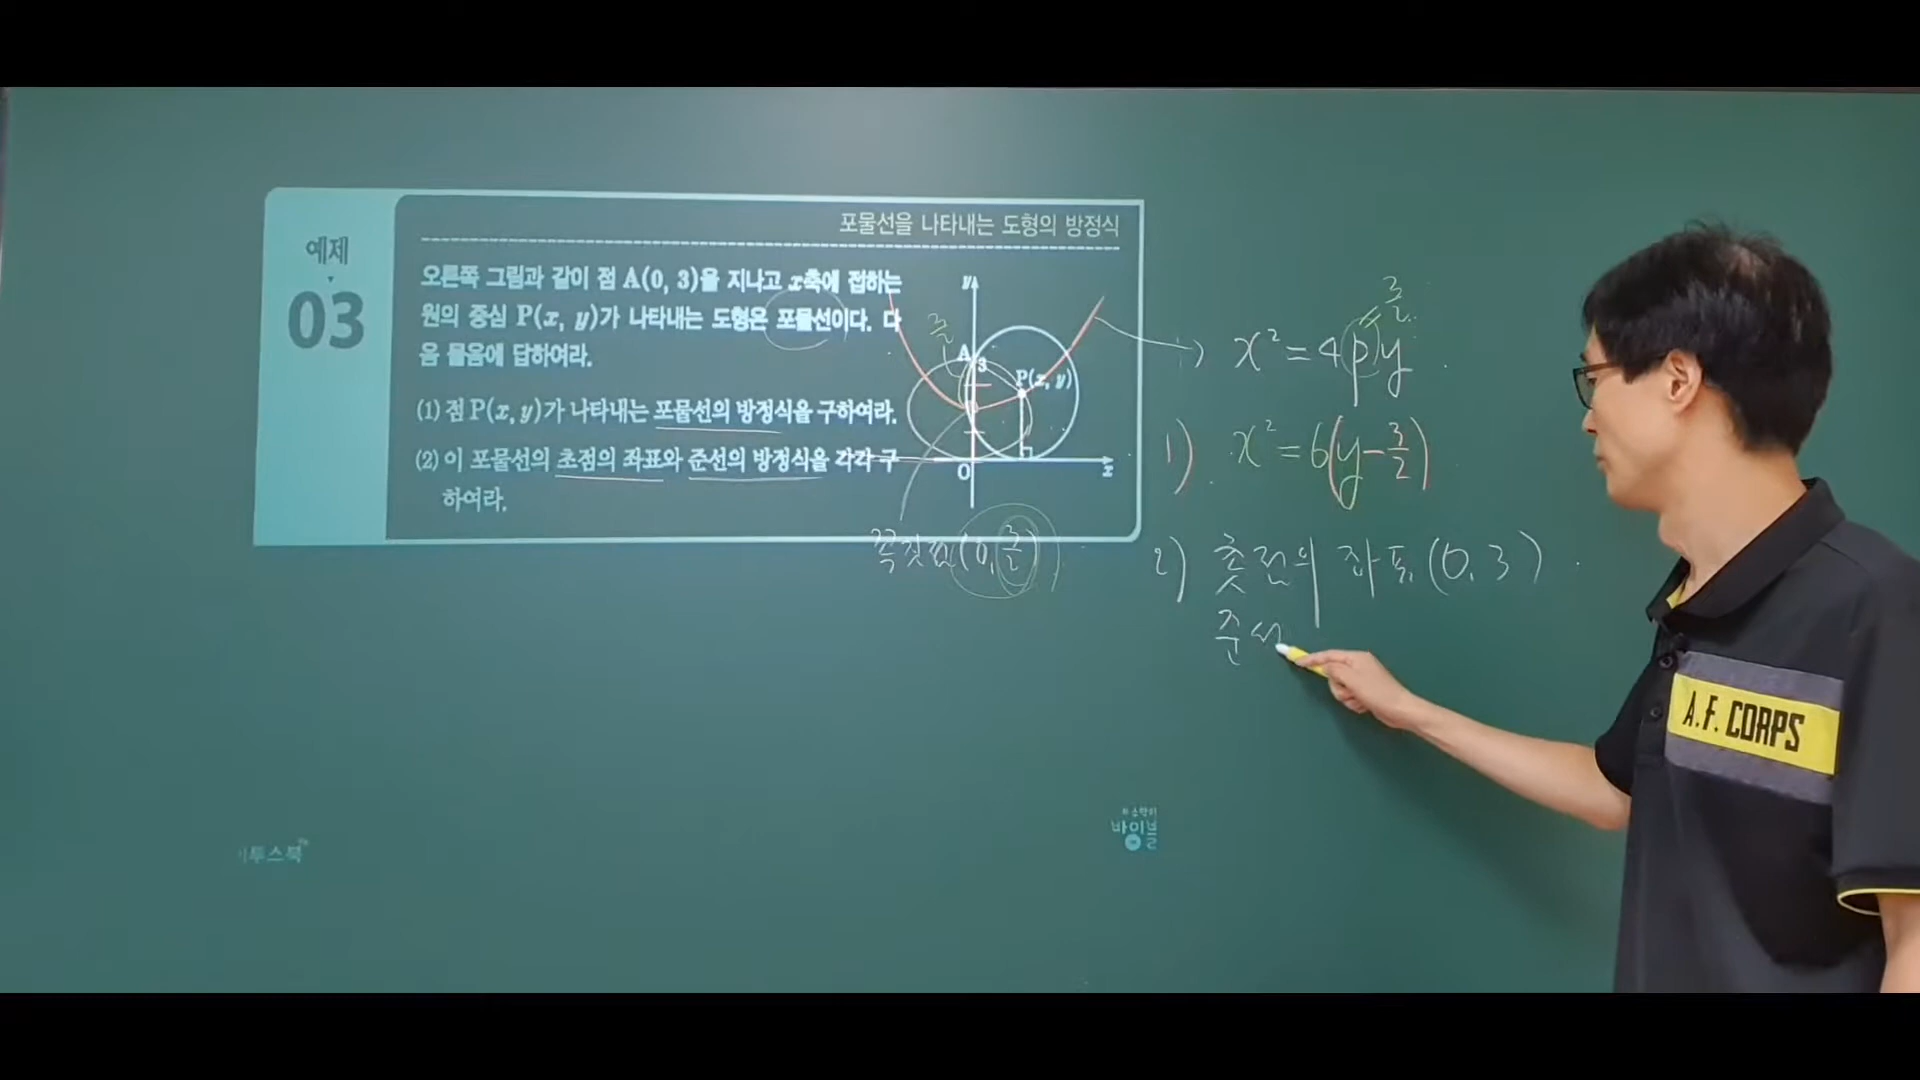 포물선을 나타내는 도형의 방정식
예제
03
오른쪽 그림과 같이 점 A(0, 3)을 지나고 x축에 접하는
원의 중심 P(x, y)가 나타내는 도형은 포물선이다. 다
음 물음에 답하여라.
(1) 점 P(x, y)가 나타내는 포물선의 방정식을 구하여라.
(2) 이 포물선의 초점의 좌표와 준선의 방정식을 각각 구
하여라.
y
3/2
A
3
P(x, y)
O
x
꼭짓점(0, 3/2)
3/2
x² = 4py
1) x² = 6(y - 3/2)
2) 촛점의 좌표(0, 3)
준선
투스북
바이블
A.F. CORPS